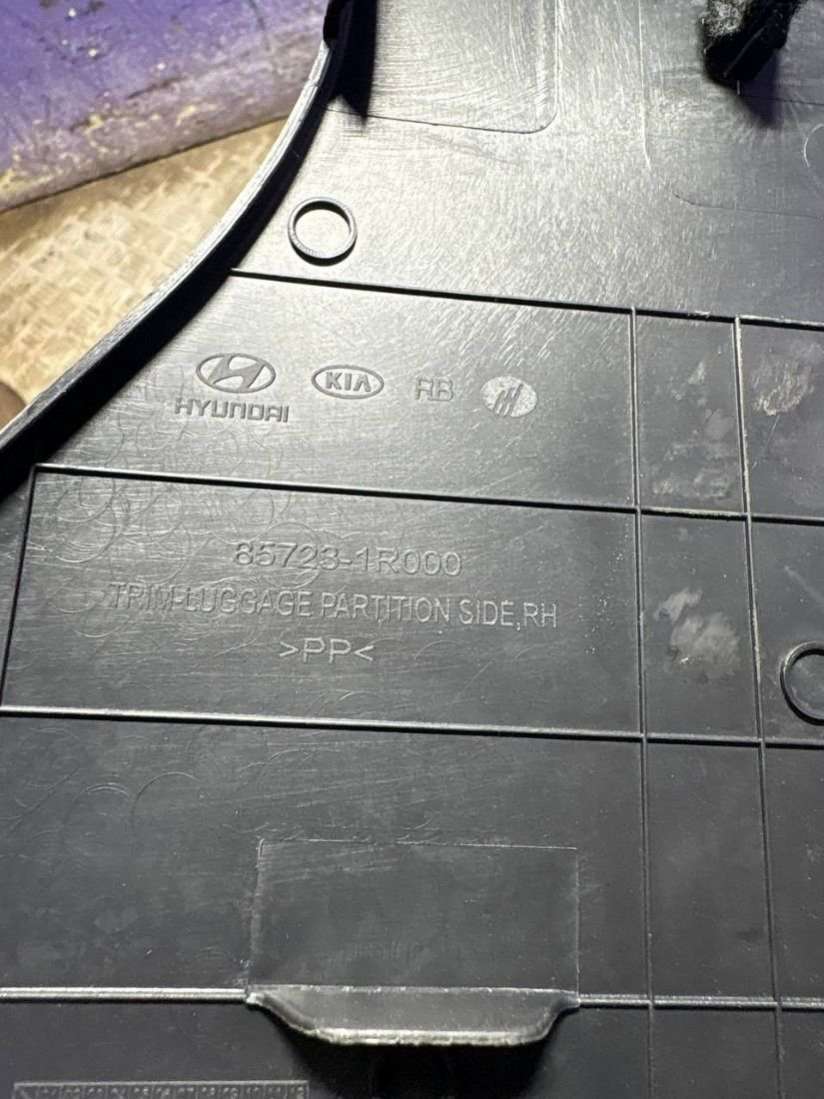 HYUNDAI KIA RB
85723-1R000
TRIM-LUGGAGE PARTITION SIDE,RH
>PP<